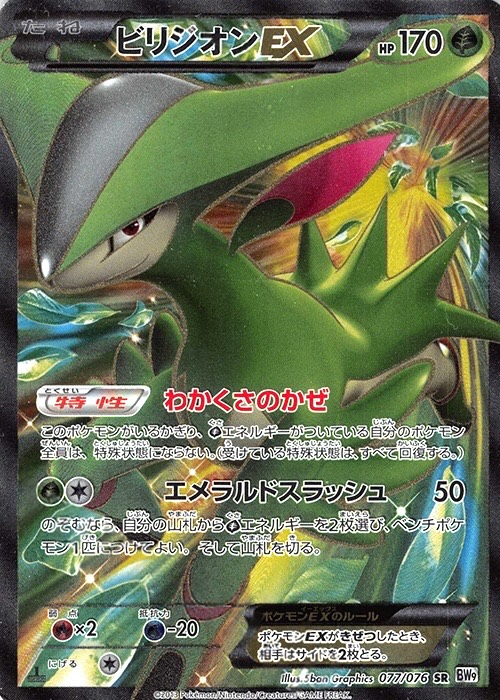 たね
ビリジオンEX HP170
とくせい
特性 わかくさのかぜ
このポケモンがいるかぎり、エネルギーがついている自分のポケモン
全員は、特殊状態にならない。(受けている特殊状態は、すべて回復する。)
エメラルドスラッシュ 50
のぞむなら、自分の山札からエネルギーを2枚選び、ベンチポケ
モン1匹につけてよい。そして山札を切る。
弱点 抵抗力
×2 -20
にげる
ポケモンEXのルール
ポケモンEXがきぜつしたとき、
相手はサイドを2枚とる。
illus. 5ban Graphics 077/076 SR BW9
©2013 Pokémon/Nintendo/Creatures/GAME FREAK.